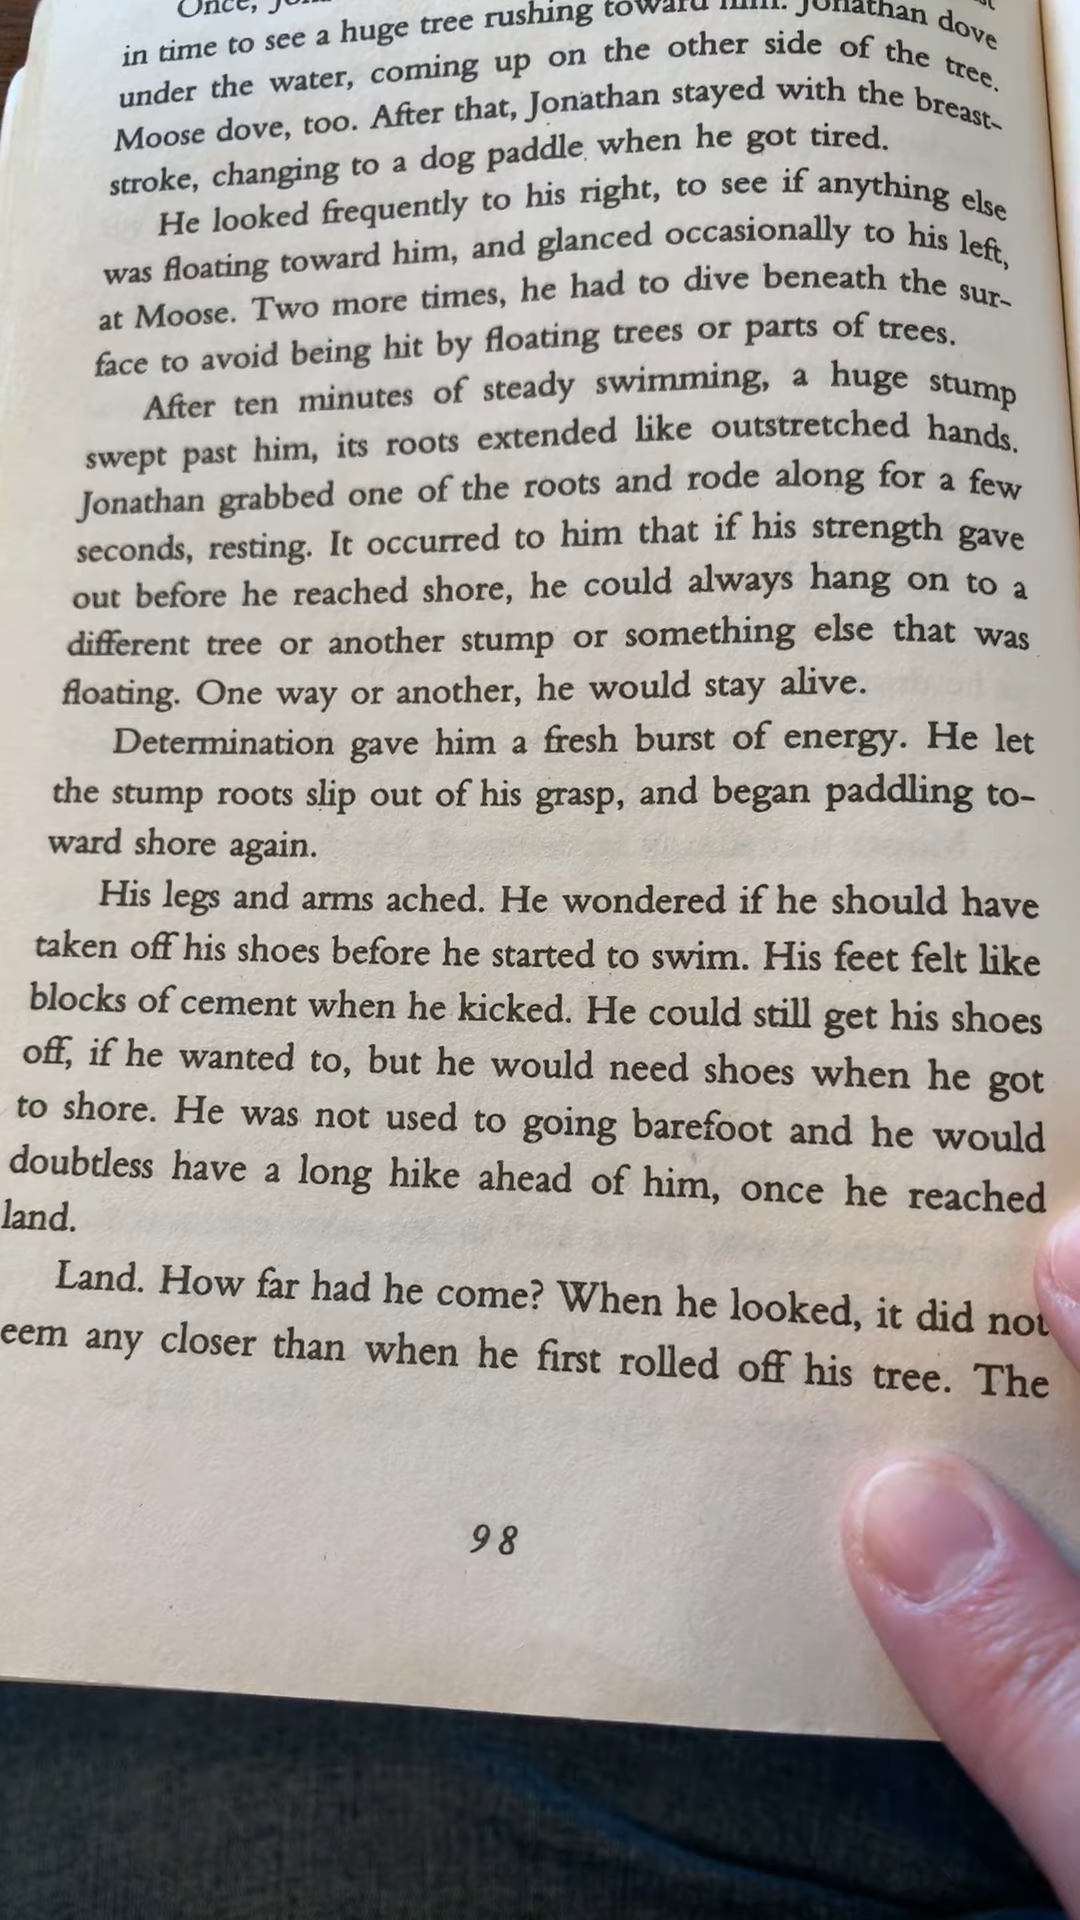 Once,
in time to see a huge tree rushing toward him. Jonathan dove
under the water, coming up on the other side of the tree.
Moose dove, too. After that, Jonathan stayed with the breast-
stroke, changing to a dog paddle when he got tired.
He looked frequently to his right, to see if anything else
was floating toward him, and glanced occasionally to his left,
at Moose. Two more times, he had to dive beneath the sur-
face to avoid being hit by floating trees or parts of trees.
After ten minutes of steady swimming, a huge stump
swept past him, its roots extended like outstretched hands.
Jonathan grabbed one of the roots and rode along for a few
seconds, resting. It occurred to him that if his strength gave
out before he reached shore, he could always hang on to a
different tree or another stump or something else that was
floating. One way or another, he would stay alive.
Determination gave him a fresh burst of energy. He let
the stump roots slip out of his grasp, and began paddling to-
ward shore again.
His legs and arms ached. He wondered if he should have
taken off his shoes before he started to swim. His feet felt like
blocks of cement when he kicked. He could still get his shoes
off, if he wanted to, but he would need shoes when he got
to shore. He was not used to going barefoot and he would
doubtless have a long hike ahead of him, once he reached
land.
Land. How far had he come? When he looked, it did not
eem any closer than when he first rolled off his tree. The
98